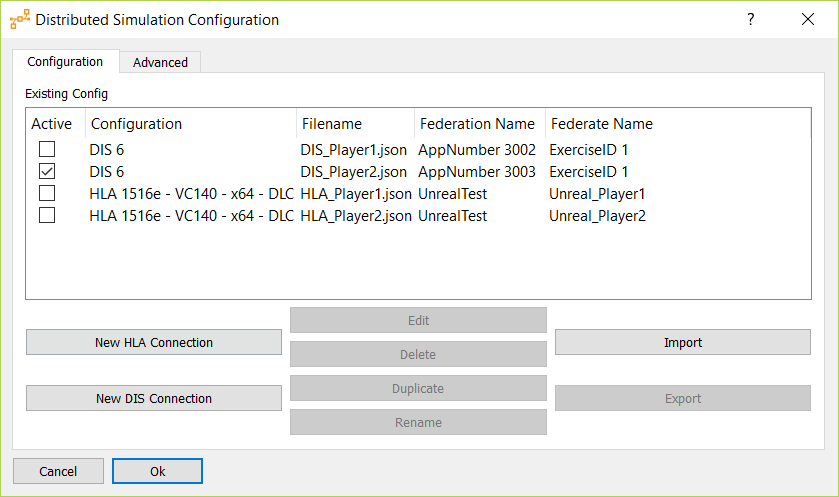 Distributed Simulation Configuration ?
Configuration Advanced
Existing Config
Active Configuration Filename Federation Name Federate Name
DIS 6 DIS_Player1.json AppNumber 3002 ExerciseID 1
DIS 6 DIS_Player2.json AppNumber 3003 ExerciseID 1
HLA 1516e - VC140 - x64 - DLC HLA_Player1.json UnrealTest Unreal_Player1
HLA 1516e - VC140 - x64 - DLC HLA_Player2.json UnrealTest Unreal_Player2
Edit
New HLA Connection
Import
Delete
Duplicate
New DIS Connection
Export
Rename
Cancel Ok